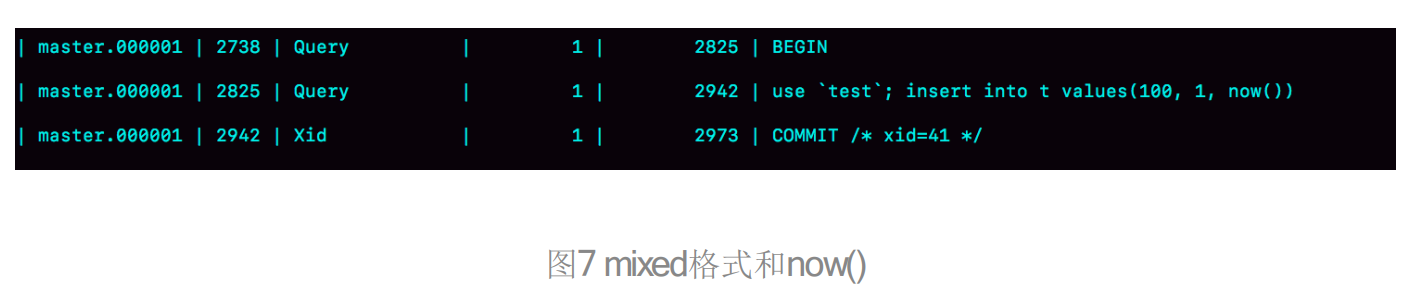 | master.000001 | 2738 | Query | 1 | 2825 | BEGIN
| master.000001 | 2825 | Query | 1 | 2942 | use `test`; insert into t values(100, 1, now())
| master.000001 | 2942 | Xid | 1 | 2973 | COMMIT /* xid=41 */
图7 mixed格式和now()